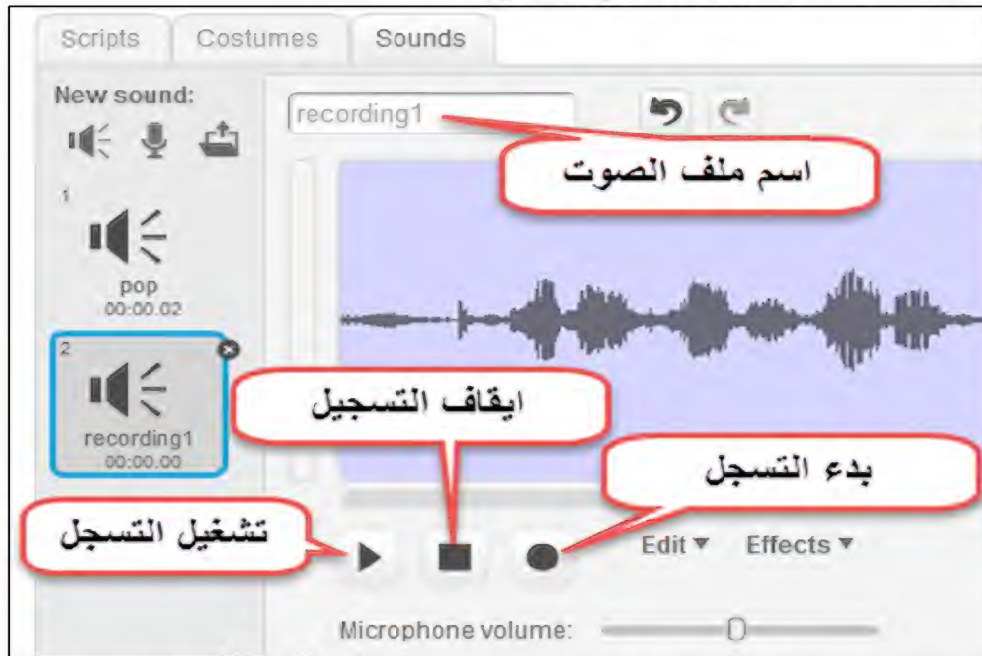 Scripts Costumes Sounds
New sound:
recording1
اسم ملف الصوت
1
pop
00:00.02
2
recording1
00:00.00
ايقاف التسجيل
بدء التسجل
تشغيل التسجل
Edit Effects
Microphone volume: